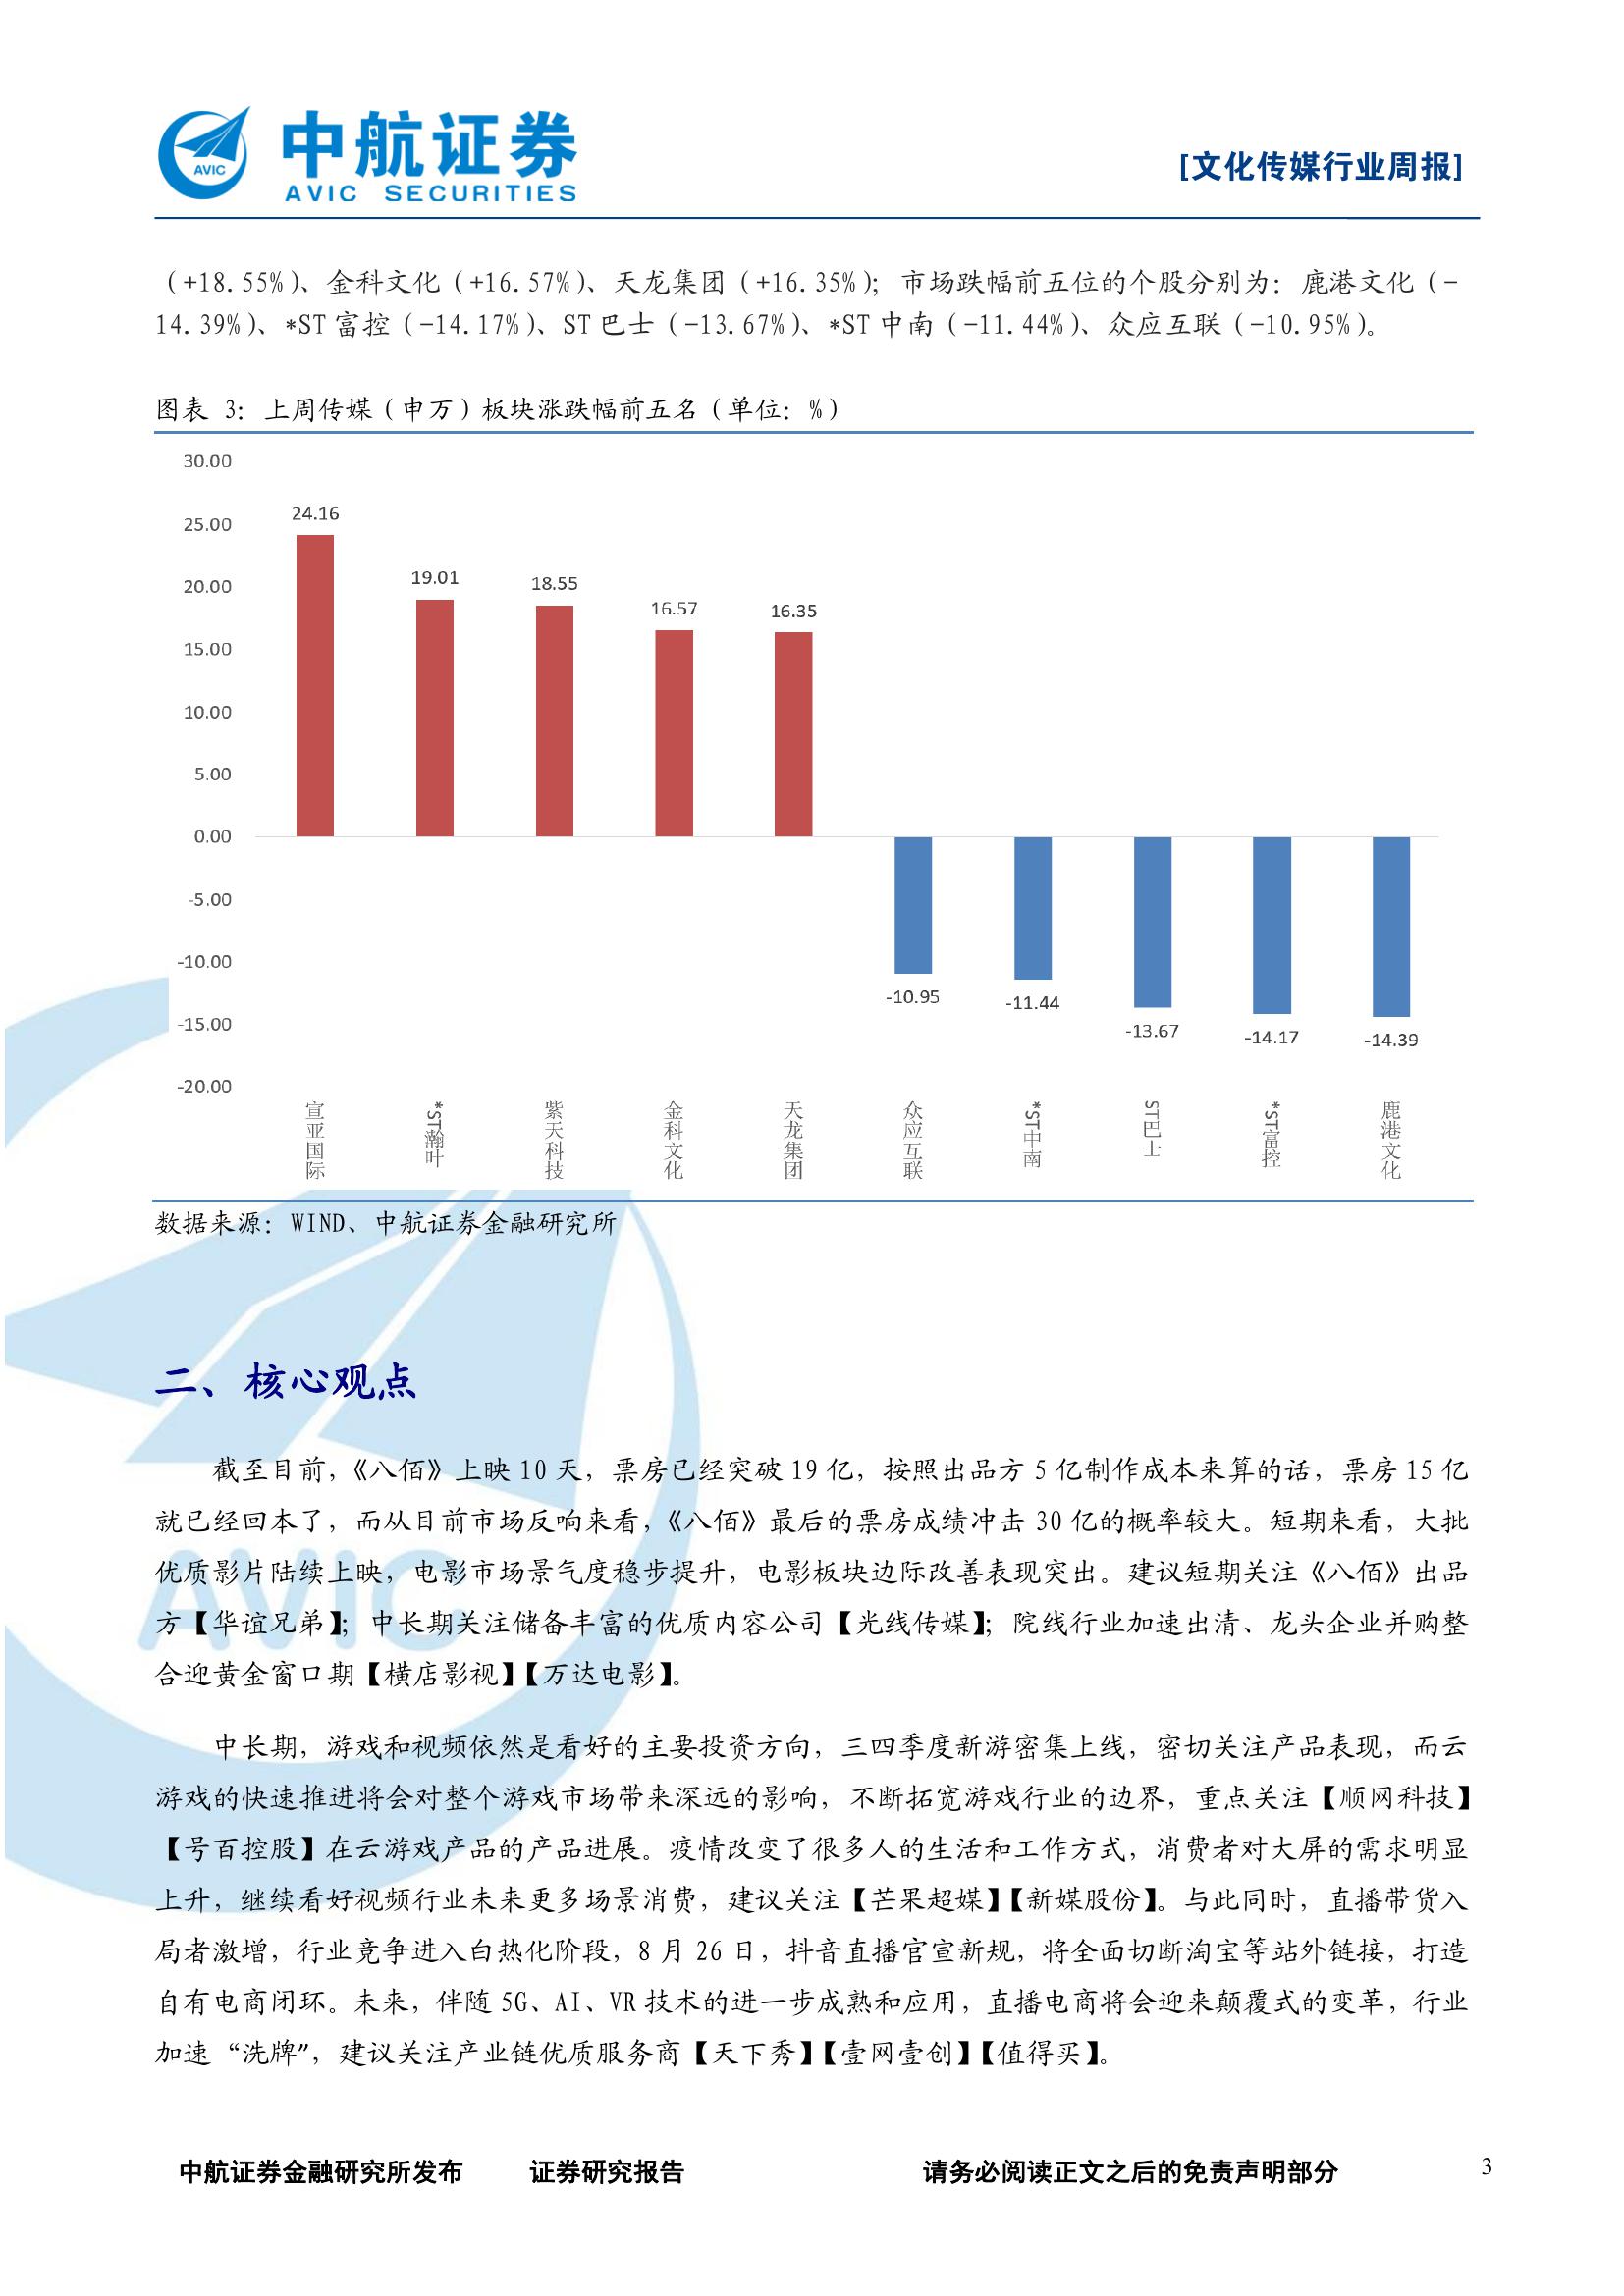 AVIC
中航证券
AVIC SECURITIES
[文化传媒行业周报]
（+18.55%）、金科文化（+16.57%）、天龙集团（+16.35%）；市场跌幅前五位的个股分别为：鹿港文化（-
14.39%）、*ST富控（-14.17%）、ST巴士（-13.67%）、*ST中南（-11.44%）、众应互联（-10.95%）。
图表 3：上周传媒（申万）板块涨跌幅前五名（单位：%）
30.00
25.00
20.00
15.00
10.00
5.00
0.00
-5.00
-10.00
-15.00
-20.00
24.16
19.01
18.55
16.57
16.35
-10.95
-11.44
-13.67
-14.17
-14.39
宣亚国际
*ST瀚叶
紫天科技
金科文化
天龙集团
众应互联
*ST中南
ST巴士
*ST富控
鹿港文化
数据来源：WIND、中航证券金融研究所
二、核心观点
截至目前，《八佰》上映 10 天，票房已经突破 19 亿，按照出品方 5 亿制作成本来算的话，票房 15 亿
就已经回本了，而从目前市场反响来看，《八佰》最后的票房成绩冲击 30 亿的概率较大。短期来看，大批
优质影片陆续上映，电影市场景气度稳步提升，电影板块边际改善表现突出。建议短期关注《八佰》出品
方【华谊兄弟】；中长期关注储备丰富的优质内容公司【光线传媒】；院线行业加速出清、龙头企业并购整
合迎黄金窗口期【横店影视】【万达电影】。
中长期，游戏和视频依然是看好的主要投资方向，三四季度新游密集上线，密切关注产品表现，而云
游戏的快速推进将会对整个游戏市场带来深远的影响，不断拓宽游戏行业的边界，重点关注【顺网科技】
【号百控股】在云游戏产品的产品进展。疫情改变了很多人的生活和工作方式，消费者对大屏的需求明显
上升，继续看好视频行业未来更多场景消费，建议关注【芒果超媒】【新媒股份】。与此同时，直播带货入
局者激增，行业竞争进入白热化阶段，8 月 26 日，抖音直播官宣新规，将全面切断淘宝等站外链接，打造
自有电商闭环。未来，伴随 5G、AI、VR 技术的进一步成熟和应用，直播电商将会迎来颠覆式的变革，行业
加速“洗牌”，建议关注产业链优质服务商【天下秀】【壹网壹创】【值得买】。
AVIC
中航证券金融研究所发布 证券研究报告 请务必阅读正文之后的免责声明部分 3